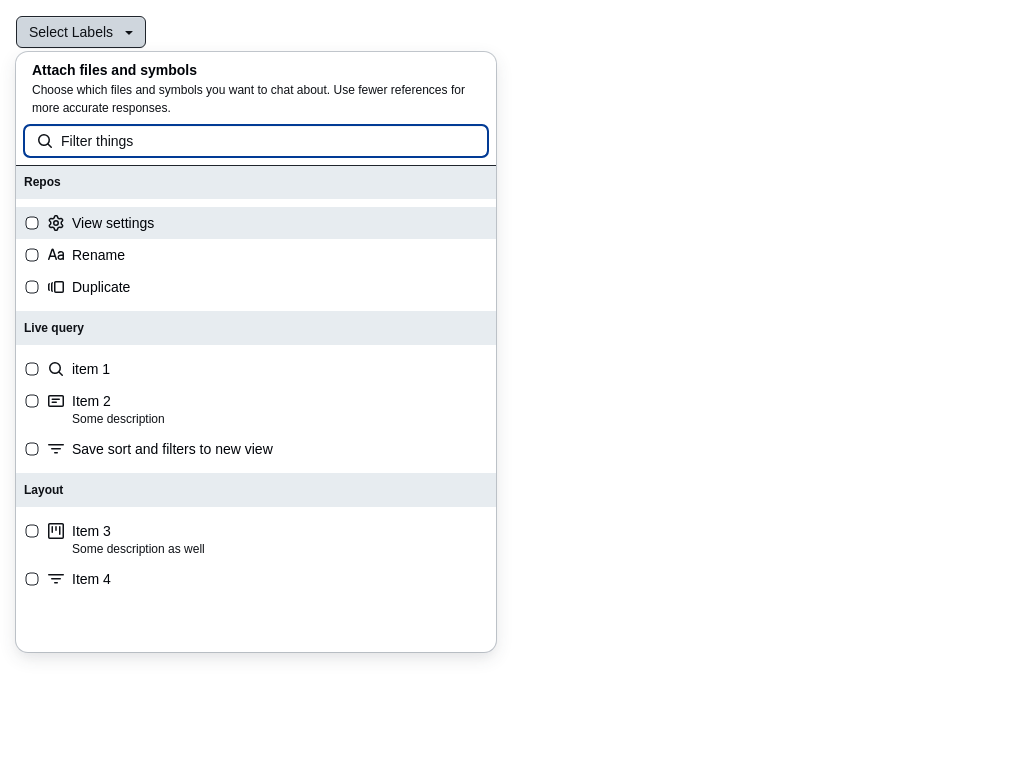 Select Labels
Attach files and symbols
Choose which files and symbols you want to chat about. Use fewer references for
more accurate responses.
Filter things
Repos
View settings
Rename
Duplicate
Live query
item 1
Item 2
Some description
Save sort and filters to new view
Layout
Item 3
Some description as well
Item 4